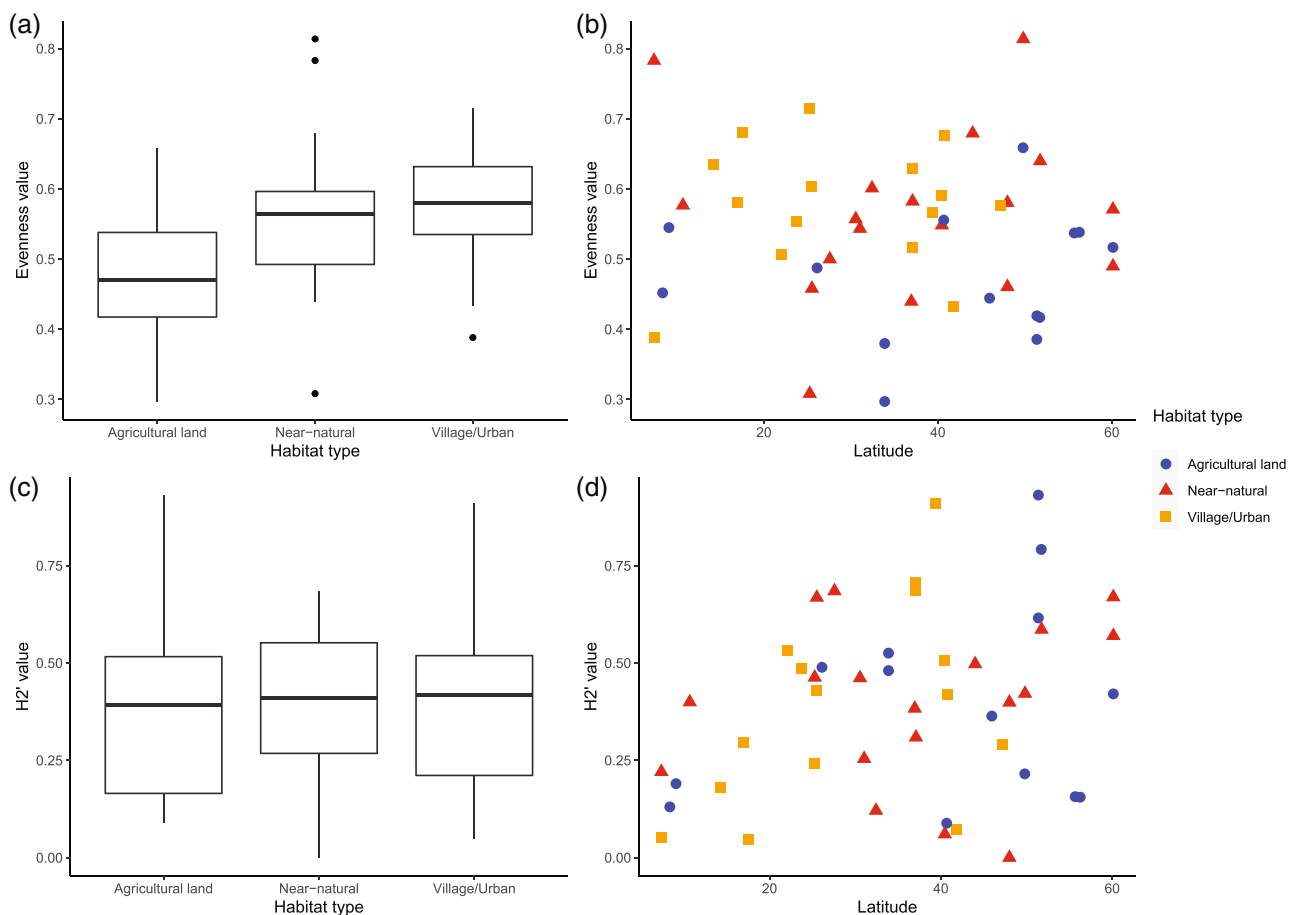 (a)
Evenness value
0.8
0.7
0.6
0.5
0.4
0.3
Agricultural land
Near−natural
Village/Urban
Habitat type
(b)
Evenness value
0.8
0.7
0.6
0.5
0.4
0.3
20
40
60
Latitude
Habitat type
Agricultural land
Near−natural
Village/Urban
(c)
H2' value
0.75
0.50
0.25
0.00
Agricultural land
Near−natural
Village/Urban
Habitat type
(d)
H2' value
0.75
0.50
0.25
0.00
20
40
60
Latitude